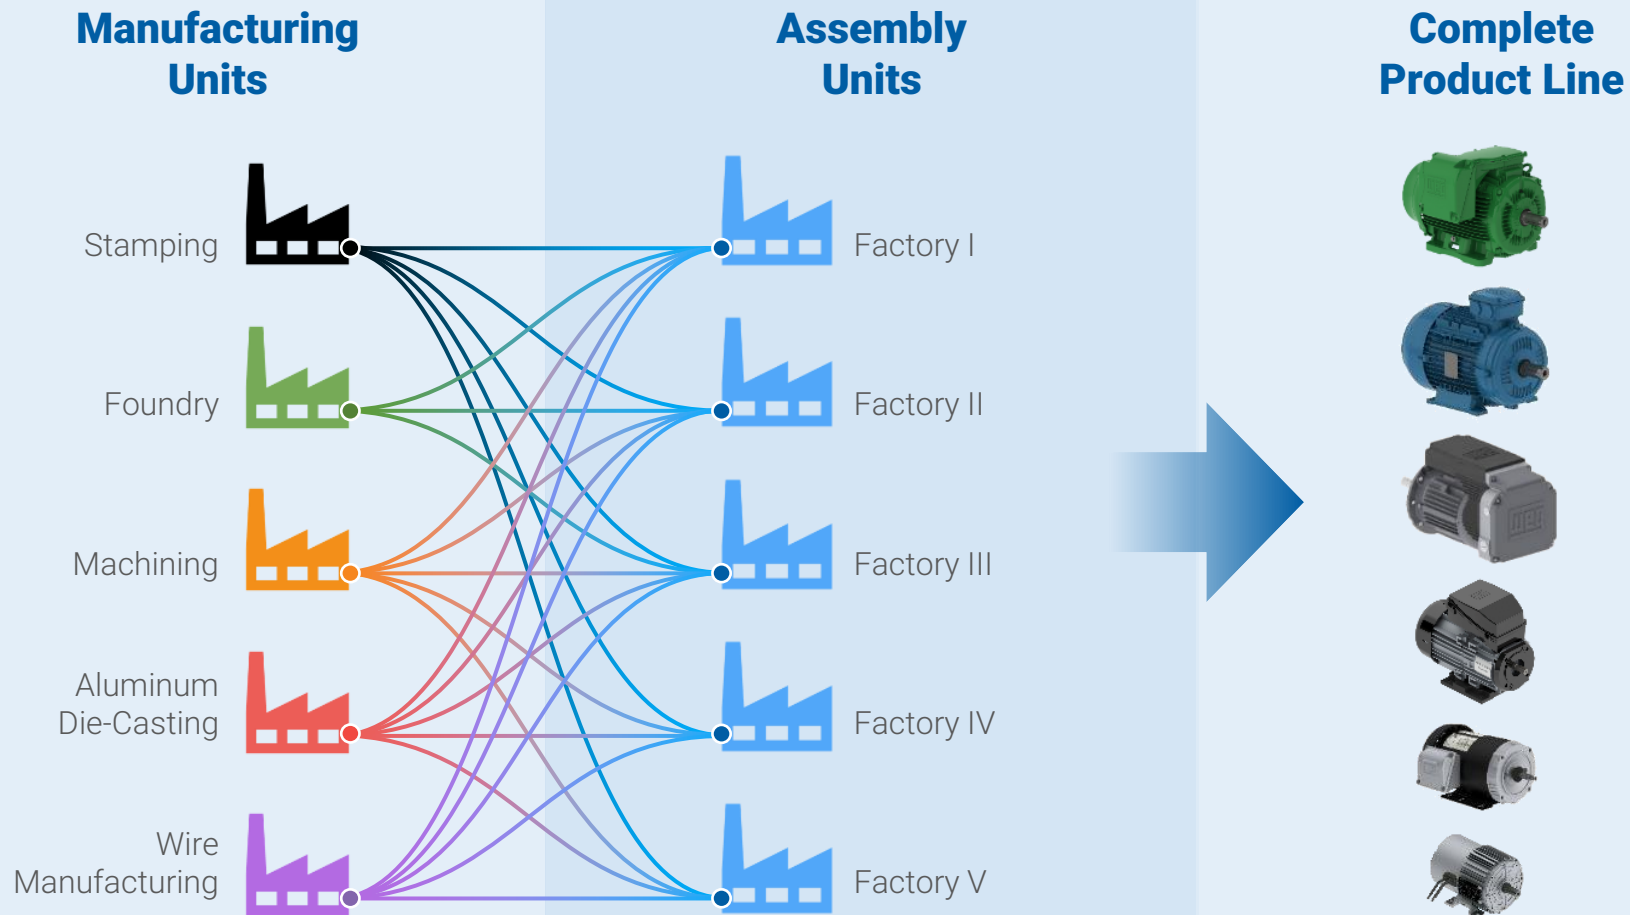 Manufacturing
Units
Assembly
Units
Complete
Product Line
Stamping
Factory I
Foundry
Factory II
Machining
Factory III
Aluminum
Die-Casting
Factory IV
Wire
Manufacturing
Factory V
WEG